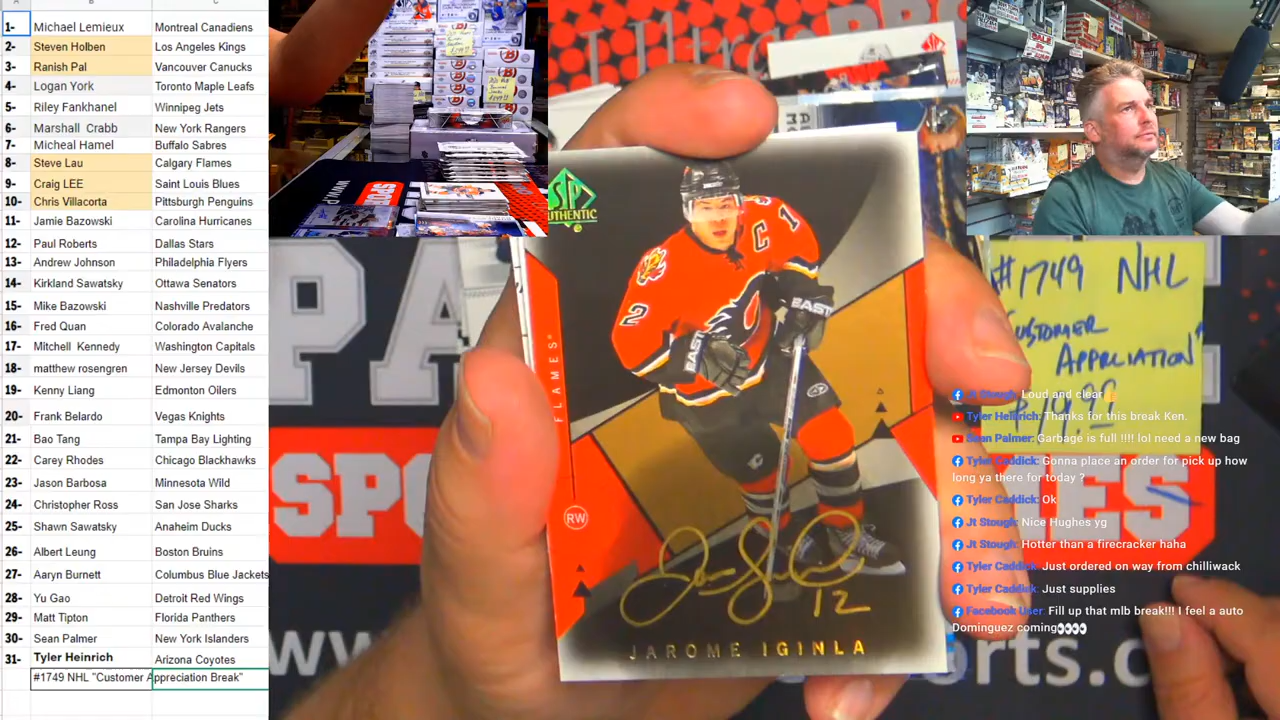 1- Michael Lemieux Montreal Canadiens
2- Steven Holben Los Angeles Kings
3- Ranish Pal Vancouver Canucks
4- Logan York Toronto Maple Leafs
5- Riley Fankhanel Winnipeg Jets
6- Marshall Crabb New York Rangers
7- Micheal Hamel Buffalo Sabres
8- Steve Lau Calgary Flames
9- Craig LEE Saint Louis Blues
10- Chris Villacorta Pittsburgh Penguins
11- Jamie Bazowski Carolina Hurricanes
12- Paul Roberts Dallas Stars
13- Andrew Johnson Philadelphia Flyers
14- Kirkland Sawatsky Ottawa Senators
15- Mike Bazowski Nashville Predators
16- Fred Quan Colorado Avalanche
17- Mitchell Kennedy Washington Capitals
18- matthew rosengren New Jersey Devils
19- Kenny Liang Edmonton Oilers
20- Frank Belardo Vegas Knights
21- Bao Tang Tampa Bay Lighting
22- Carey Rhodes Chicago Blackhawks
23- Jason Barbosa Minnesota Wild
24- Christopher Ross San Jose Sharks
25- Shawn Sawatsky Anaheim Ducks
26- Albert Leung Boston Bruins
27- Aaryn Burnett Columbus Blue Jackets
28- Yu Gao Detroit Red Wings
29- Matt Tipton Florida Panthers
30- Sean Palmer New York Islanders
31- Tyler Heinrich Arizona Coyotes
#1749 NHL "Customer Appreciation Break"
SP
AUTHENTIC
FLAMES
C 1
2
EAST
EAST
RW
12
JAROME IGINLA
#1749 NHL
CUSTOMER
APPRCIATION"
Jt Stough: Loud and clear👍
Tyler Heinrich: Thanks for this break Ken.
Sean Palmer: Garbage is full !!!! lol need a new bag
Tyler Caddick: Gonna place an order for pick up how
long ya there for today ?
Tyler Caddick: Ok
Jt Stough: Nice Hughes yg
Jt Stough: Hotter than a firecracker haha
Tyler Caddick: Just ordered on way from chilliwack
Tyler Caddick: Just supplies
Facebook User: Fill up that mlb break!!! I feel a auto
Dominguez coming👀👀